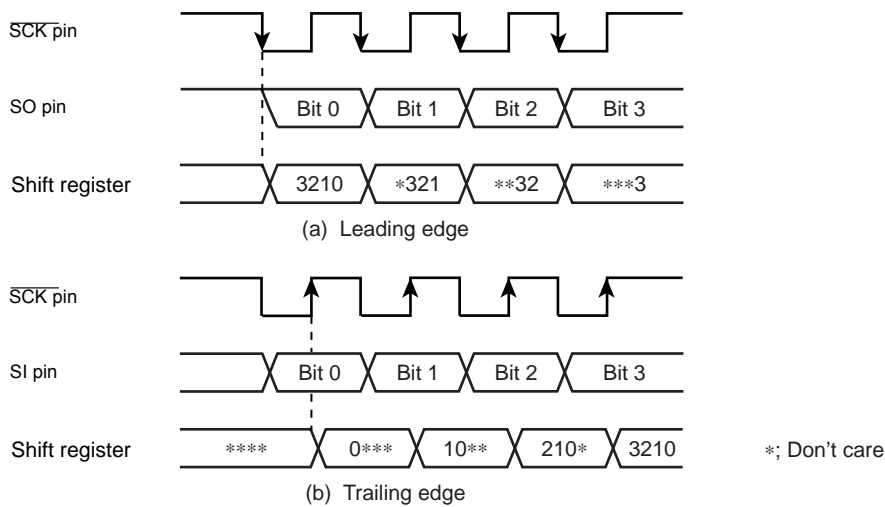 SCK pin
SO pin Bit 0 Bit 1 Bit 2 Bit 3
Shift register 3210 *321 **32 ***3
(a) Leading edge
SCK pin
SI pin Bit 0 Bit 1 Bit 2 Bit 3
Shift register **** 0*** 10** 210* 3210 *; Don't care
(b) Trailing edge